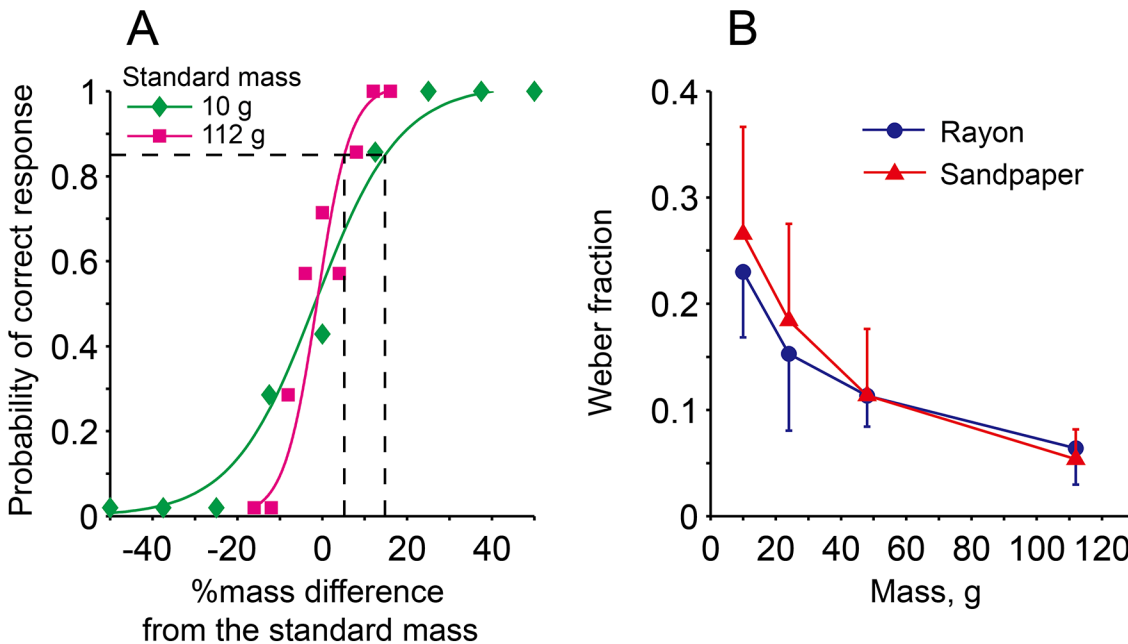 A
Standard mass
10 g
112 g
Probability of correct response
1
0.8
0.6
0.4
0.2
0
-40 -20 0 20 40
%mass difference
from the standard mass
B
Rayon
Sandpaper
Weber fraction
0.4
0.3
0.2
0.1
0
0 20 40 60 80 100 120
Mass, g